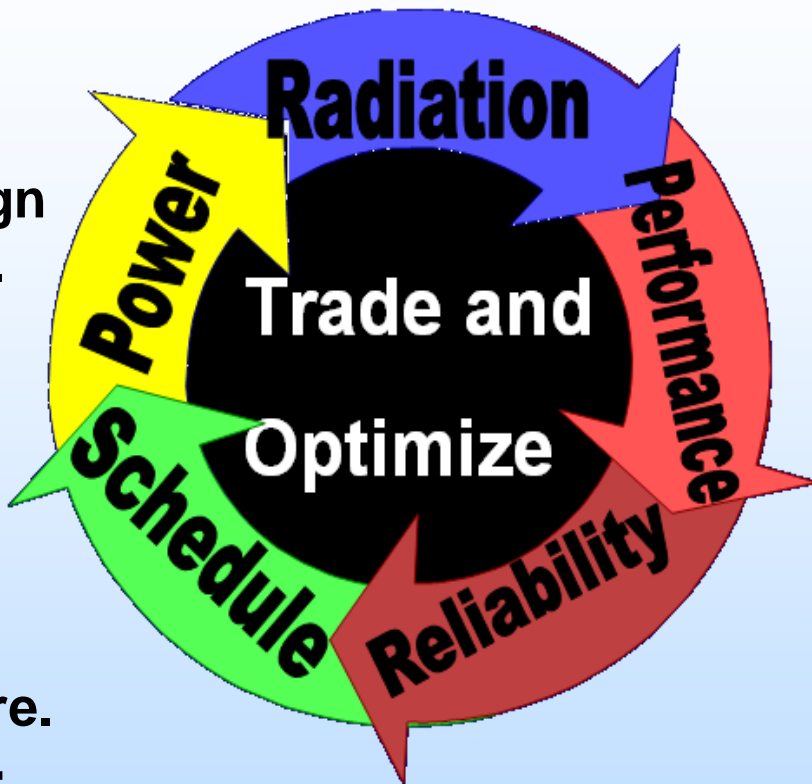 Radiation
Performance
Reliability
Schedule
Power
Trade and
Optimize